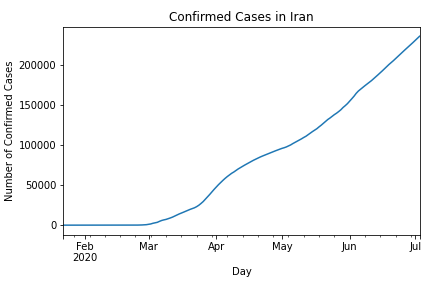 Confirmed Cases in Iran
Number of Confirmed Cases
200000
150000
100000
50000
0
Feb
2020
Mar
Apr
May
Jun
Jul
Day